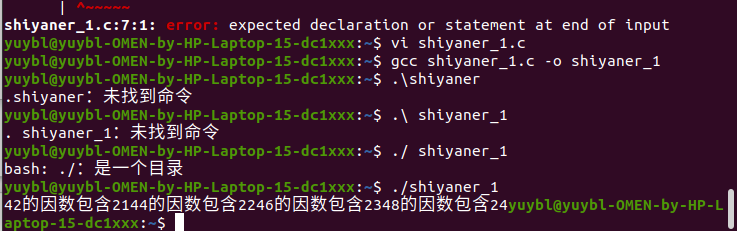 | ^~~~~~
shiyaner_1.c:7:1: error: expected declaration or statement at end of input
yuybl@yuybl-OMEN-by-HP-Laptop-15-dc1xxx:~$ vi shiyaner_1.c
yuybl@yuybl-OMEN-by-HP-Laptop-15-dc1xxx:~$ gcc shiyaner_1.c -o shiyaner_1
yuybl@yuybl-OMEN-by-HP-Laptop-15-dc1xxx:~$ .\shiyaner
.shiyaner：未找到命令
yuybl@yuybl-OMEN-by-HP-Laptop-15-dc1xxx:~$ .\ shiyaner_1
. shiyaner_1：未找到命令
yuybl@yuybl-OMEN-by-HP-Laptop-15-dc1xxx:~$ ./ shiyaner_1
bash: ./：是一个目录
yuybl@yuybl-OMEN-by-HP-Laptop-15-dc1xxx:~$ ./shiyaner_1
42的因数包含2144的因数包含2246的因数包含2348的因数包含24yuybl@yuybl-OMEN-by-HP-L
aptop-15-dc1xxx:~$